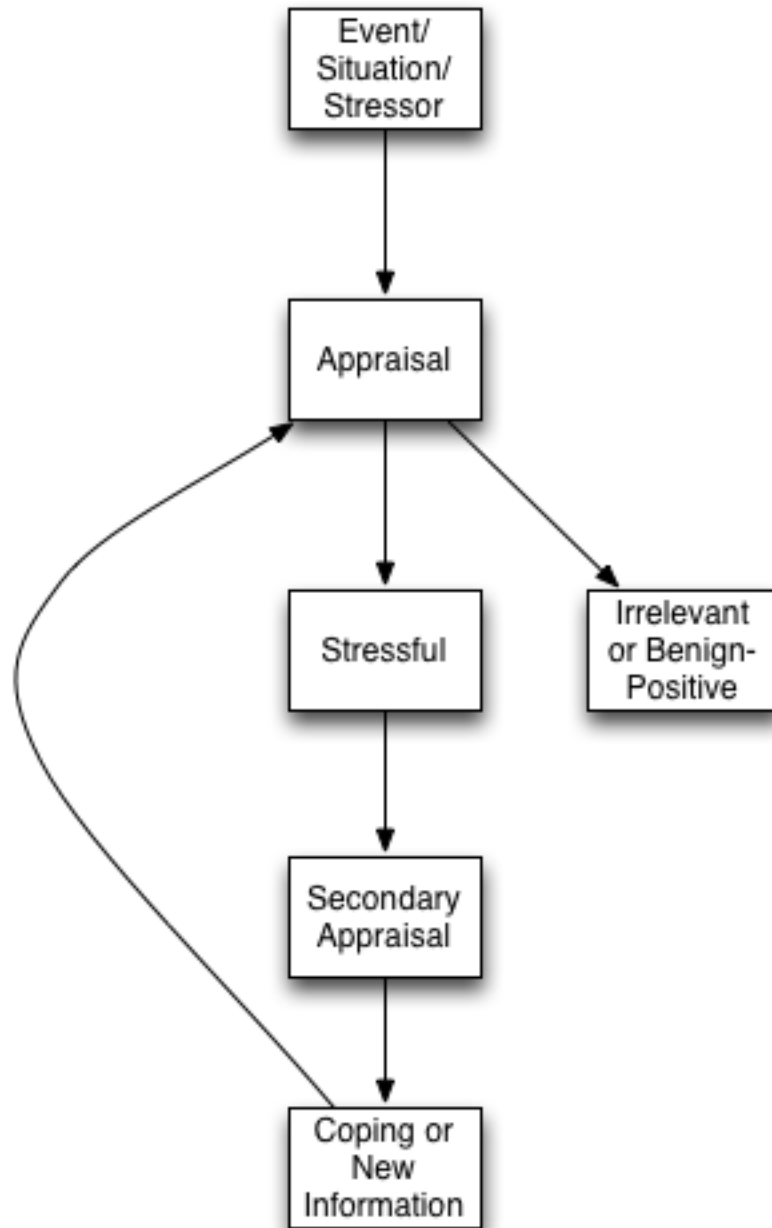 Event/
Situation/
Stressor
Appraisal
Stressful
Irrelevant
or Benign-
Positive
Secondary
Appraisal
Coping or
New
Information